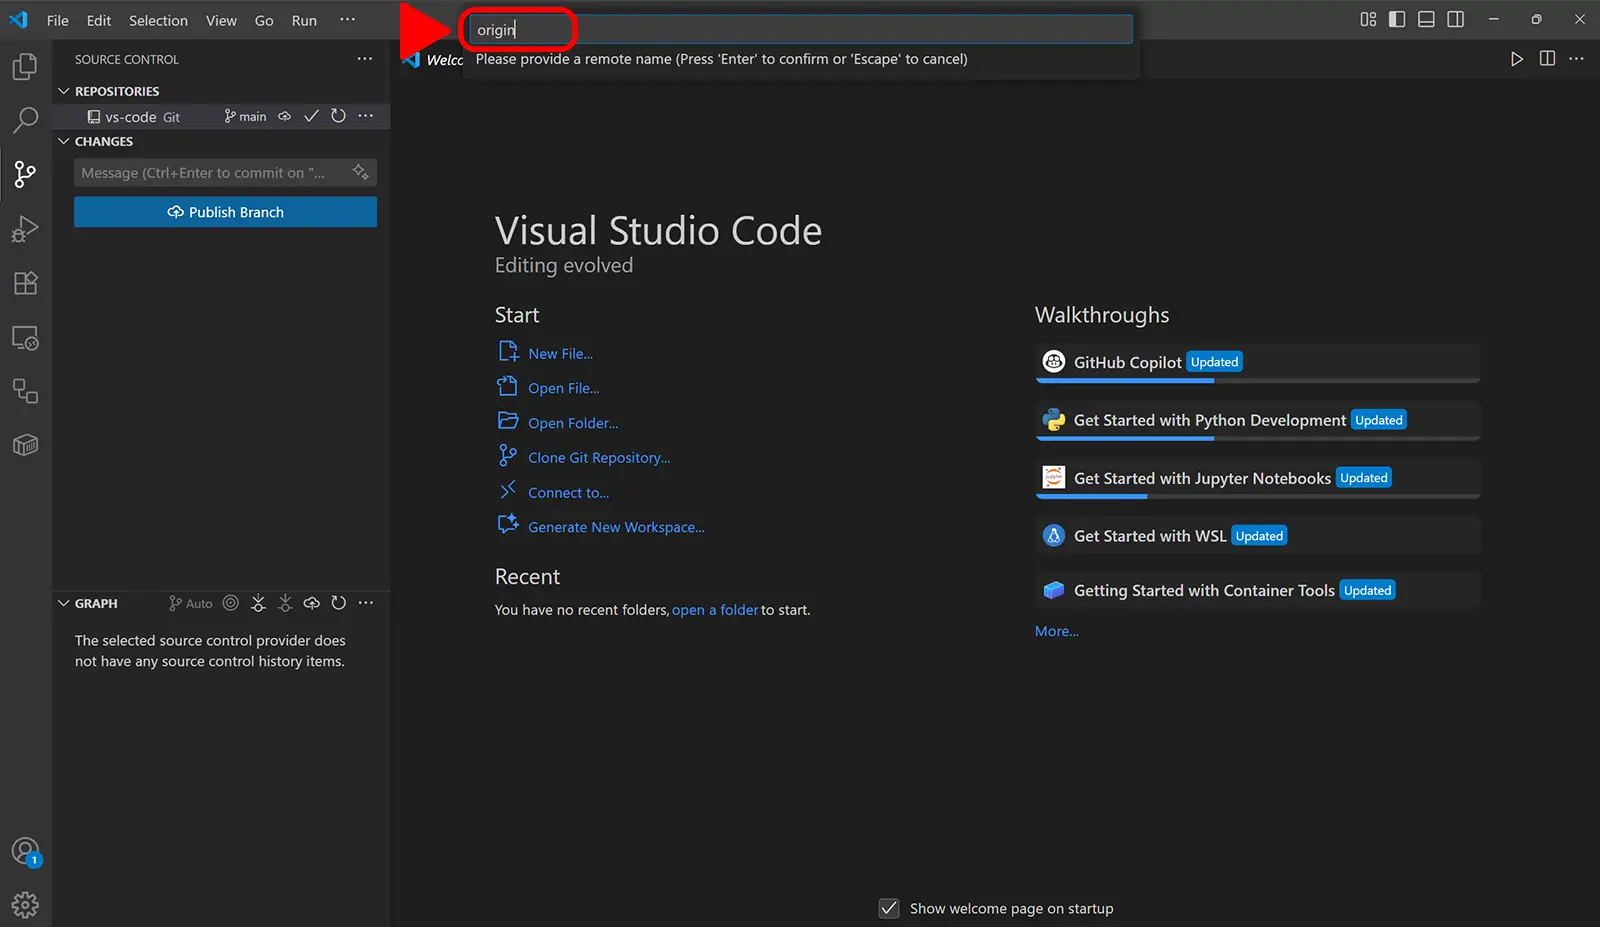 File Edit Selection View Go Run ···
origin
Please provide a remote name (Press 'Enter' to confirm or 'Escape' to cancel)
SOURCE CONTROL
Welco
REPOSITORIES
vs-code Git main
CHANGES
Message (Ctrl+Enter to commit on "...
Publish Branch
Visual Studio Code
Editing evolved
Start
New File...
Open File...
Open Folder...
Clone Git Repository...
Connect to...
Generate New Workspace...
Recent
You have no recent folders, open a folder to start.
Walkthroughs
GitHub Copilot Updated
Get Started with Python Development Updated
Get Started with Jupyter Notebooks Updated
Get Started with WSL Updated
Getting Started with Container Tools Updated
More...
GRAPH Auto
The selected source control provider does
not have any source control history items.
1
Show welcome page on startup